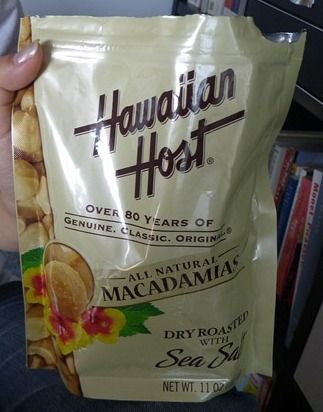 Hawaiian
Host®
OVER 80 YEARS OF
GENUINE. CLASSIC. ORIGINAL®
ALL NATURAL
MACADAMIAS
DRY ROASTED
WITH
Sea Salt
NET WT. 11 OZ